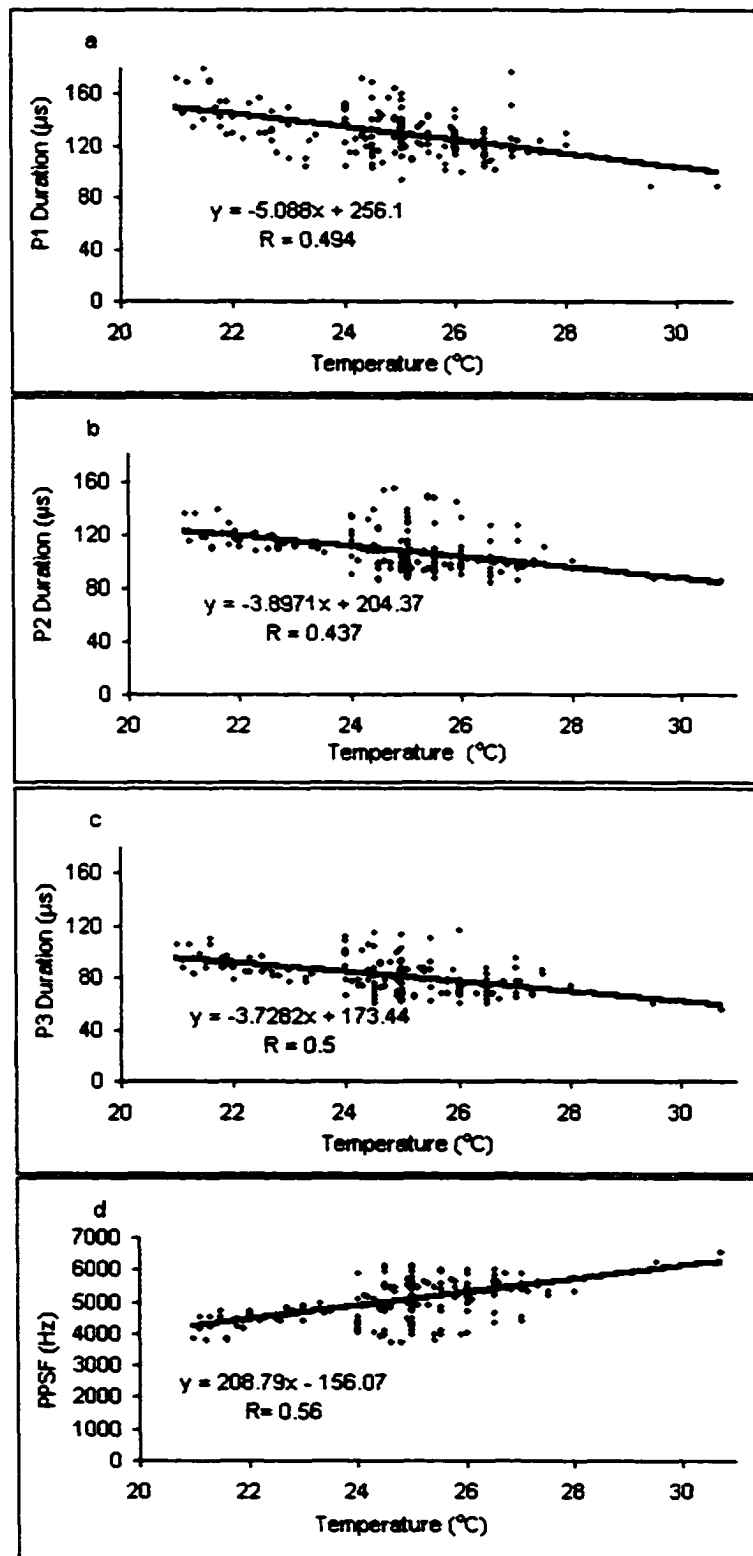 a
P1 Duration (µs)
160
120
80
40
0
y = -5.088x + 256.1
R = 0.494
20 22 24 26 28 30
Temperature (°C)
b
P2 Duration (µs)
160
120
80
40
0
y = -3.8971x + 204.37
R = 0.437
20 22 24 26 28 30
Temperature (°C)
c
P3 Duration (µs)
160
120
80
40
0
y = -3.7282x + 173.44
R = 0.5
20 22 24 26 28 30
Temperature (°C)
d
PPSF (Hz)
7000
6000
5000
4000
3000
2000
1000
0
y = 208.79x - 156.07
R= 0.56
20 22 24 26 28 30
Temperature (°C)